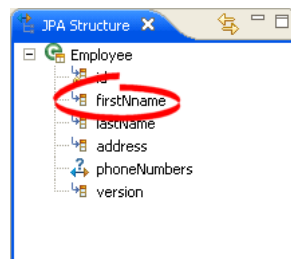 JPA Structure
Employee
id
firstNname
lastName
address
phoneNumbers
version